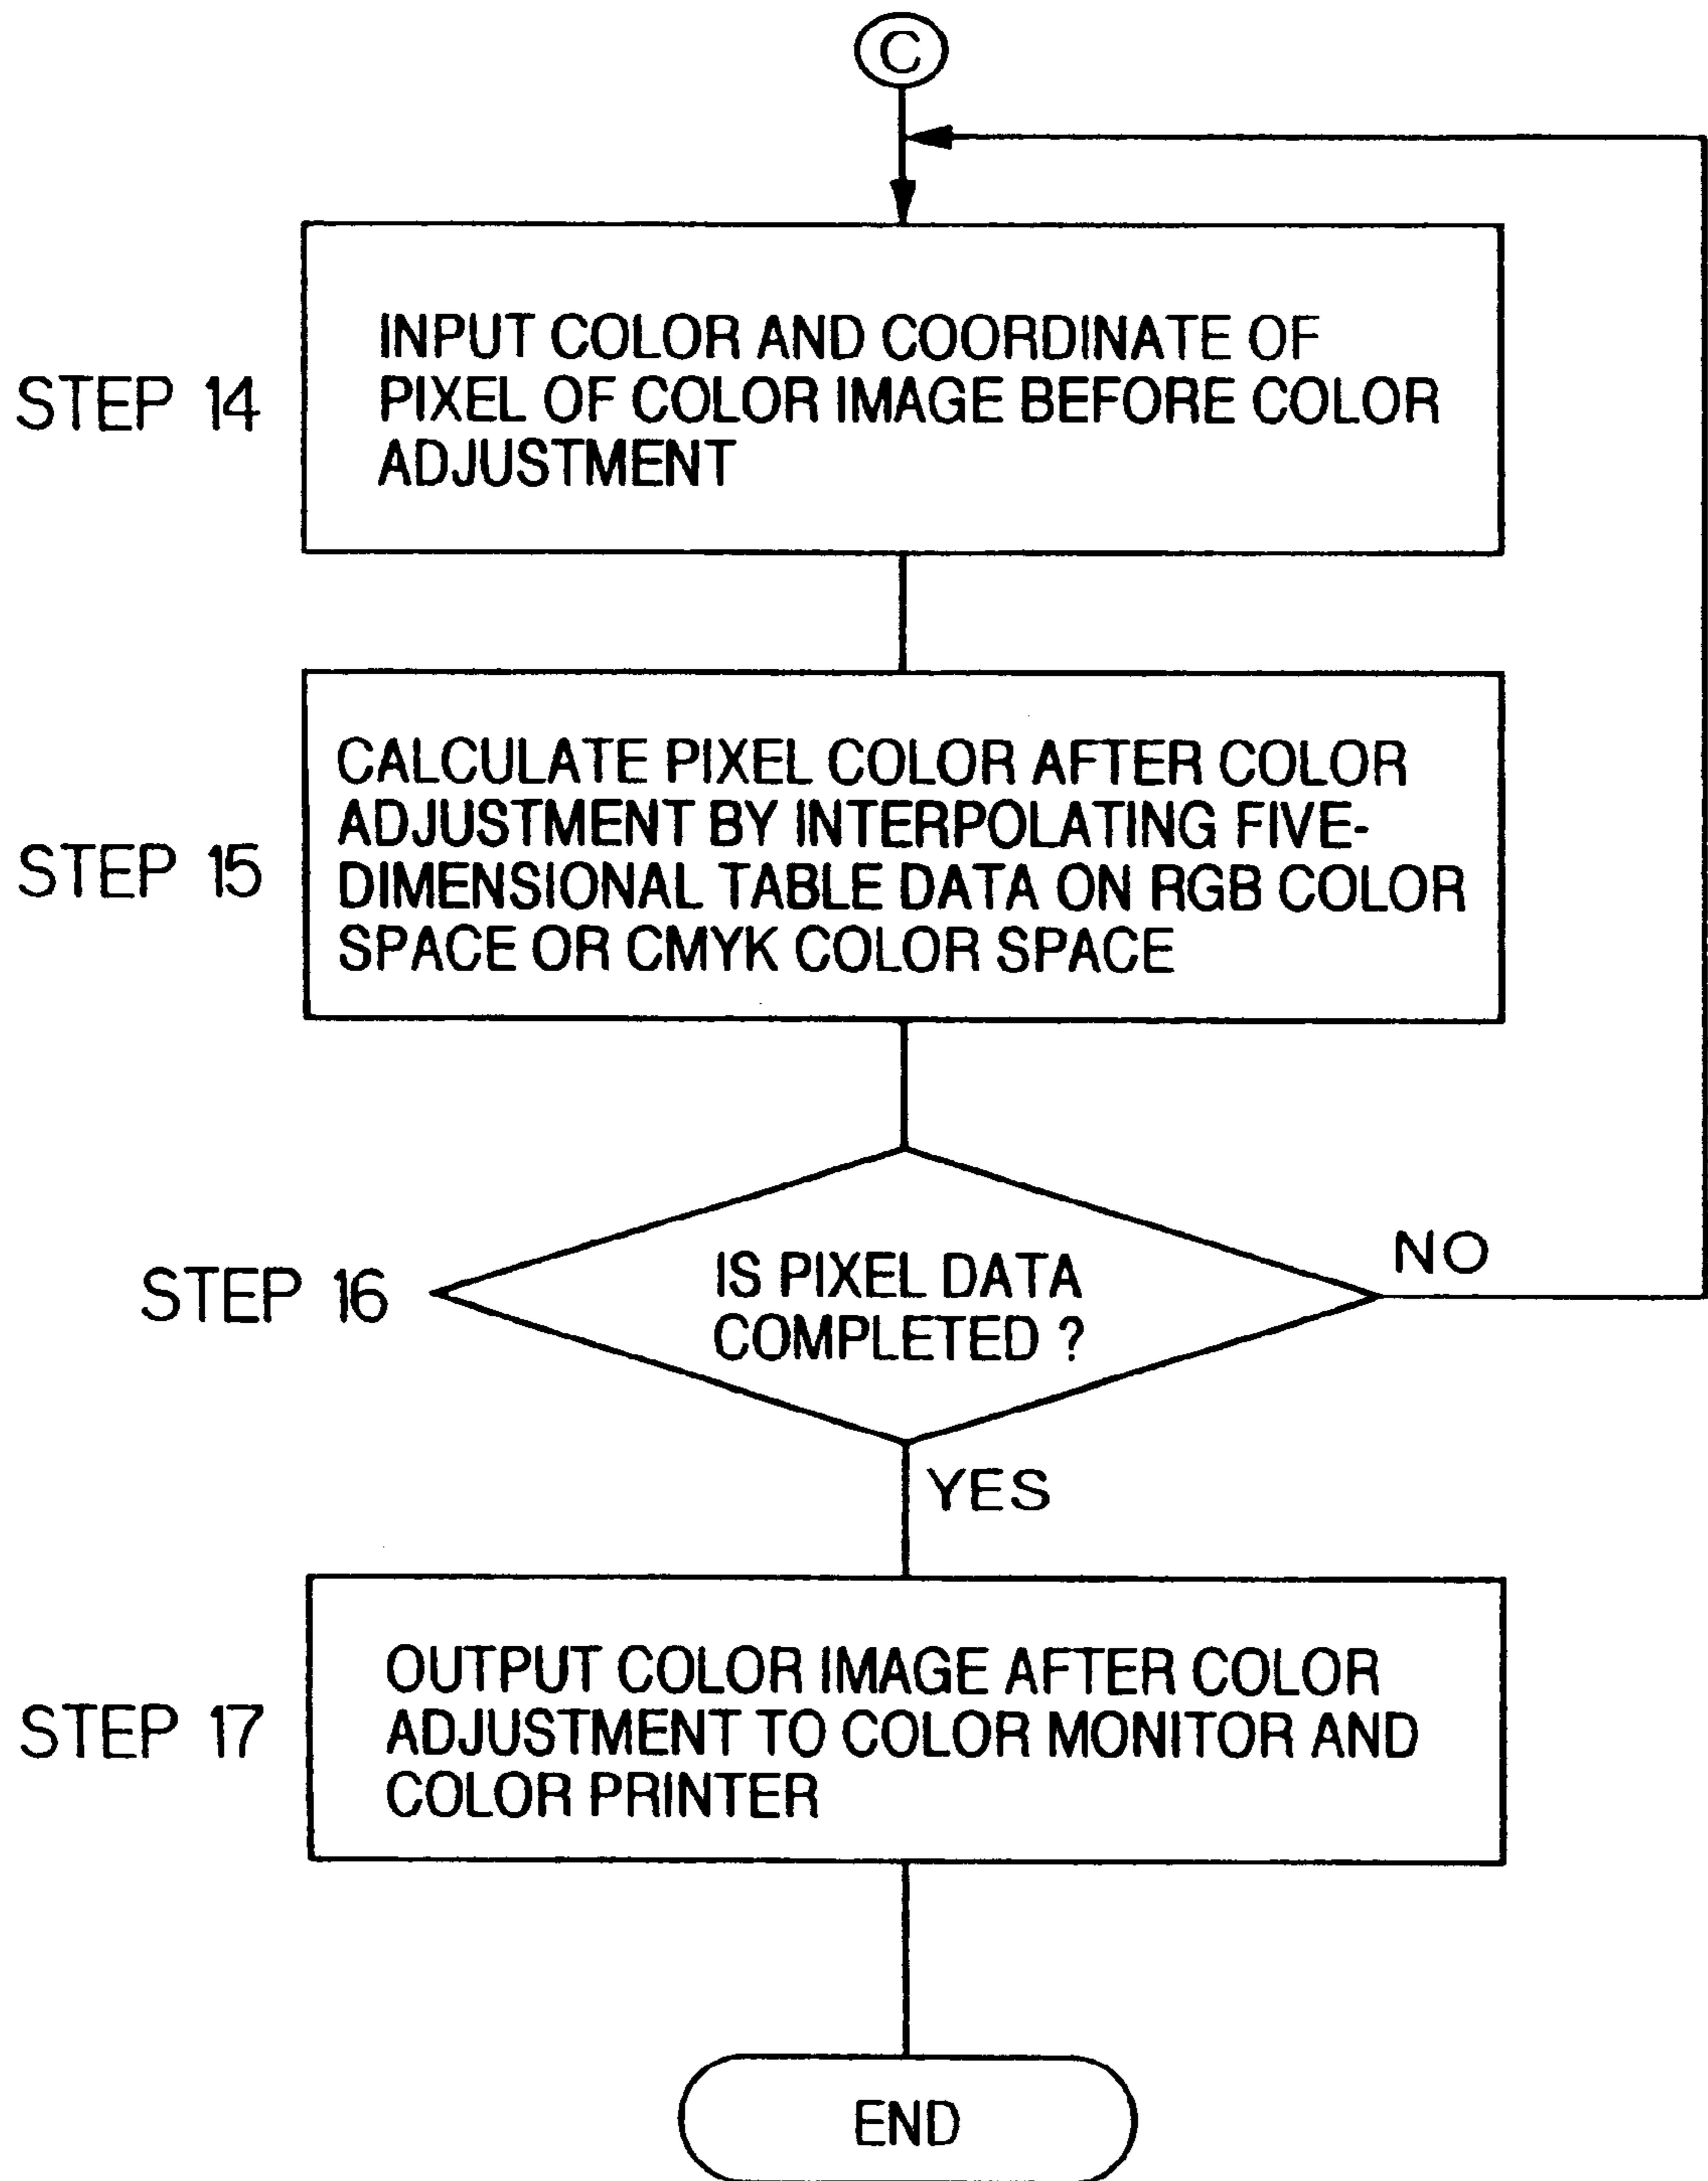 C
STEP 14
INPUT COLOR AND COORDINATE OF
PIXEL OF COLOR IMAGE BEFORE COLOR
ADJUSTMENT
STEP 15
CALCULATE PIXEL COLOR AFTER COLOR
ADJUSTMENT BY INTERPOLATING FIVE-
DIMENSIONAL TABLE DATA ON RGB COLOR
SPACE OR CMYK COLOR SPACE
STEP 16
IS PIXEL DATA
COMPLETED ?
NO
YES
STEP 17
OUTPUT COLOR IMAGE AFTER COLOR
ADJUSTMENT TO COLOR MONITOR AND
COLOR PRINTER
END